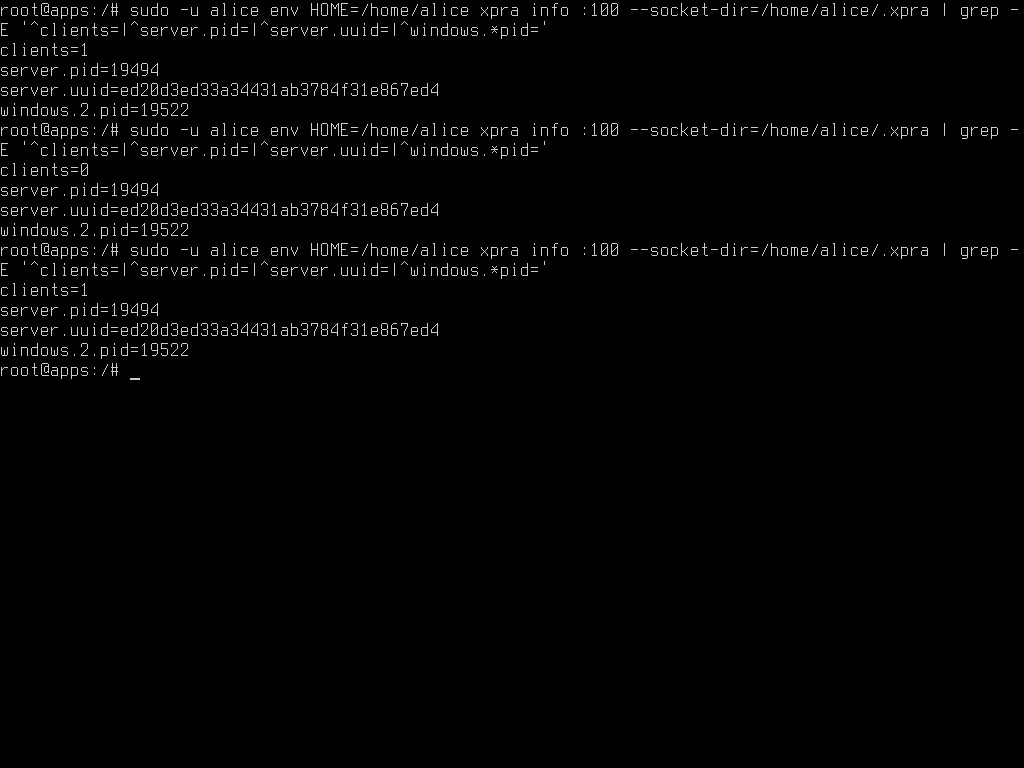 root@apps:/# sudo -u alice env HOME=/home/alice xpra info :100 --socket-dir=/home/alice/.xpra | grep -
E '^clients=|^server.pid=|^server.uuid=|^windows.*pid='
clients=1
server.pid=19494
server.uuid=ed20d3ed33a34431ab3784f31e867ed4
windows.2.pid=19522
root@apps:/# sudo -u alice env HOME=/home/alice xpra info :100 --socket-dir=/home/alice/.xpra | grep -
E '^clients=|^server.pid=|^server.uuid=|^windows.*pid='
clients=0
server.pid=19494
server.uuid=ed20d3ed33a34431ab3784f31e867ed4
windows.2.pid=19522
root@apps:/# sudo -u alice env HOME=/home/alice xpra info :100 --socket-dir=/home/alice/.xpra | grep -
E '^clients=|^server.pid=|^server.uuid=|^windows.*pid='
clients=1
server.pid=19494
server.uuid=ed20d3ed33a34431ab3784f31e867ed4
windows.2.pid=19522
root@apps:/# _